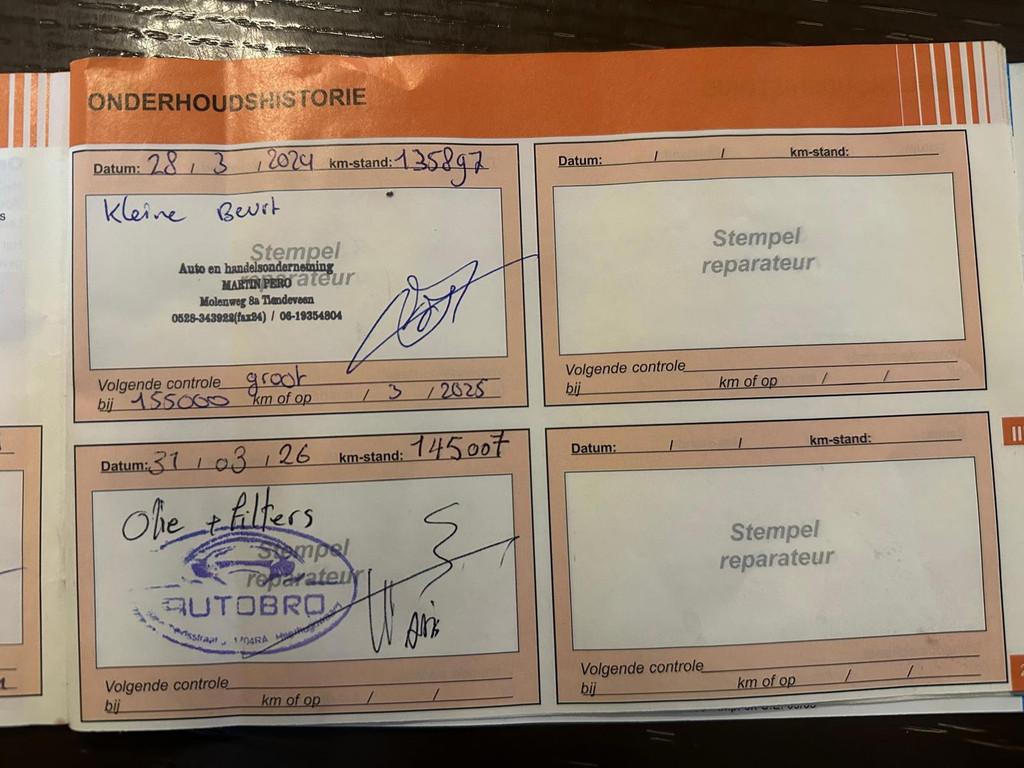 ONDERHOUDSHISTORIE
Datum: 28 / 3 / 2024 km-stand: 135897
Kleine Beurt
Stempel
reparateur
Auto en handelsonderneming
MARTIN PERO
Molenweg 8a Tiendeveen
0528-343922(fax24) / 06-19354804
Volgende controle groot
bij 155000 km of op / 3 / 2025
Datum: 31 / 03 / 26 km-stand: 145007
Olie + filters
Stempel
reparateur
AUTOBRO
Volgende controle
bij km of op / /
Datum: / / km-stand:
Stempel
reparateur
Volgende controle
bij km of op / /
Datum: / / km-stand:
Stempel
reparateur
Volgende controle
bij km of op / /